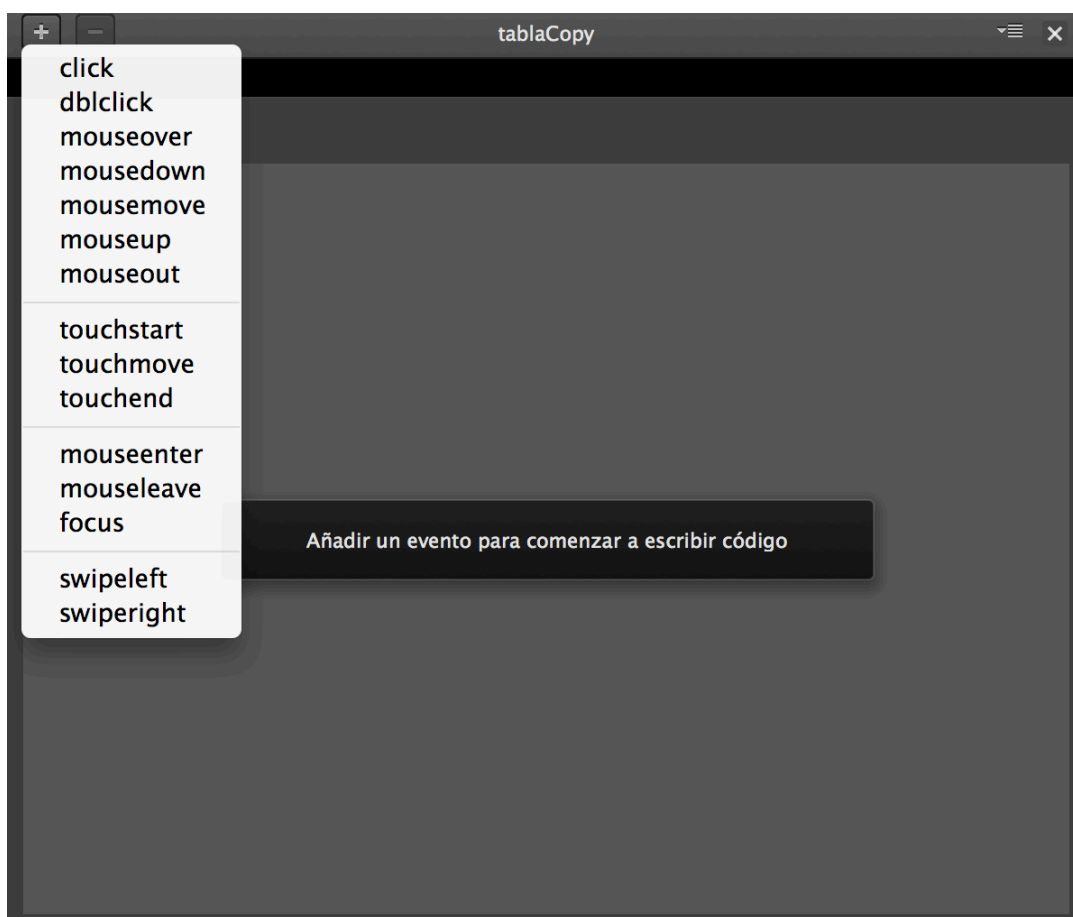 tablaCopy
click
dblclick
mouseover
mousedown
mousemove
mouseup
mouseout
touchstart
touchmove
touchend
mouseenter
mouseleave
focus
swipeleft
swiperight
Añadir un evento para comenzar a escribir código